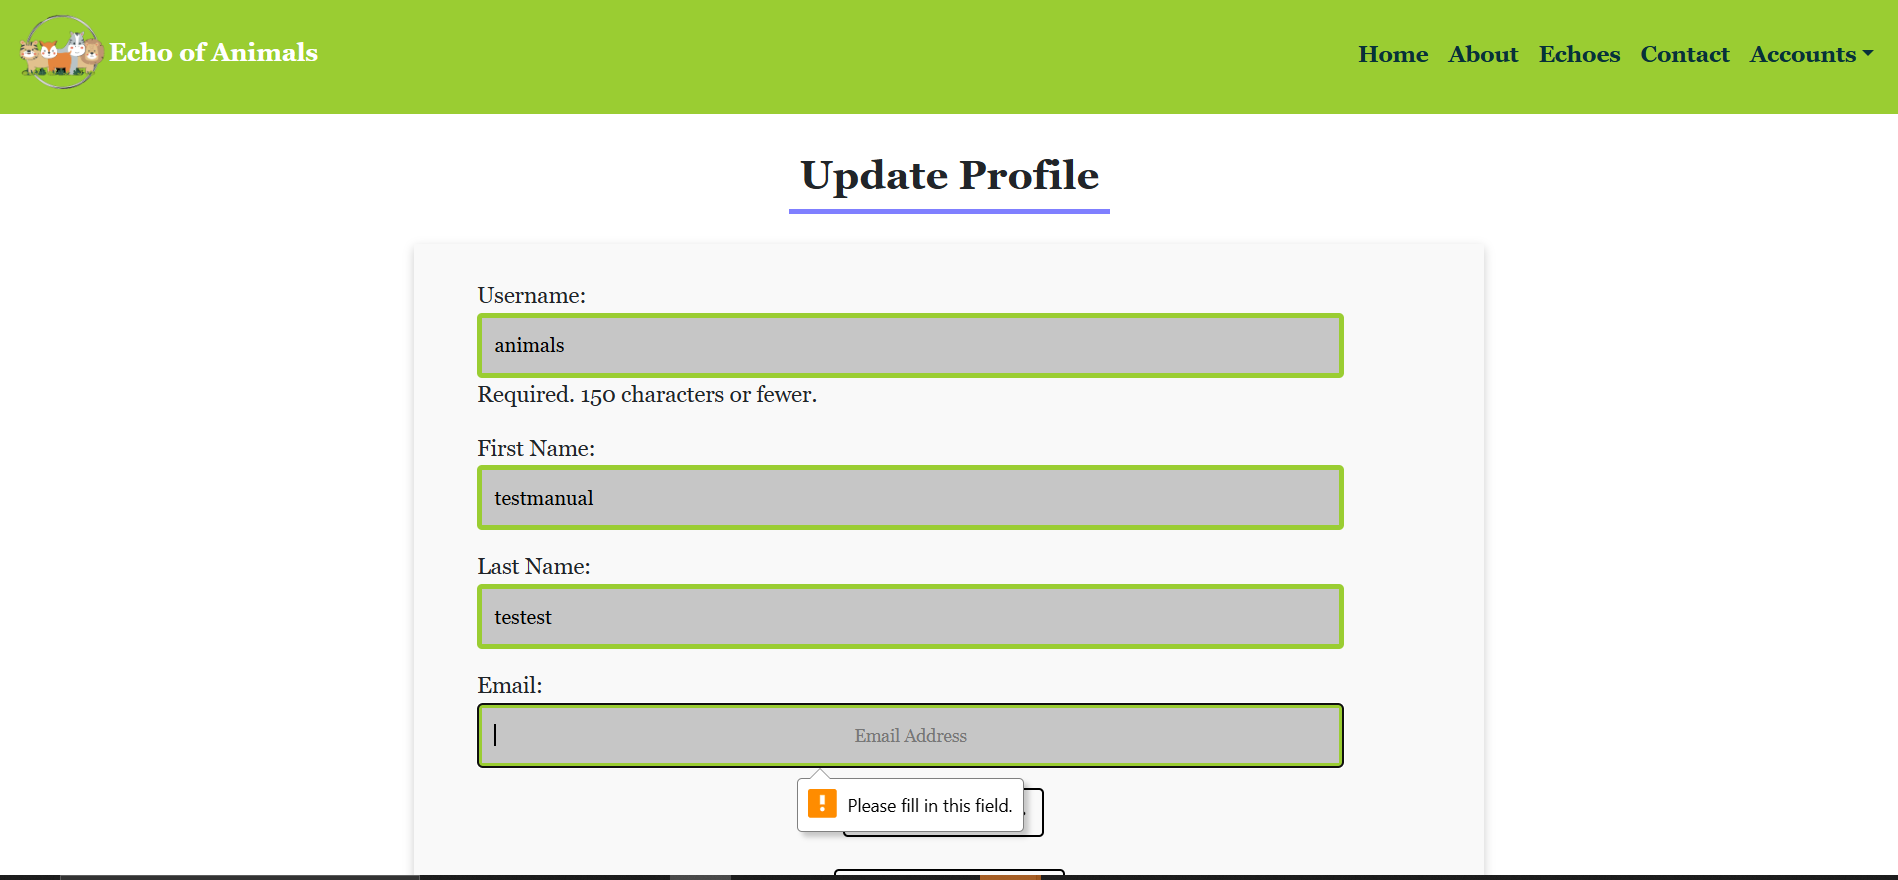 Echo of Animals
Home About Echoes Contact Accounts
Update Profile
Username:
animals
Required. 150 characters or fewer.
First Name:
testmanual
Last Name:
testest
Email:
Email Address
Please fill in this field.